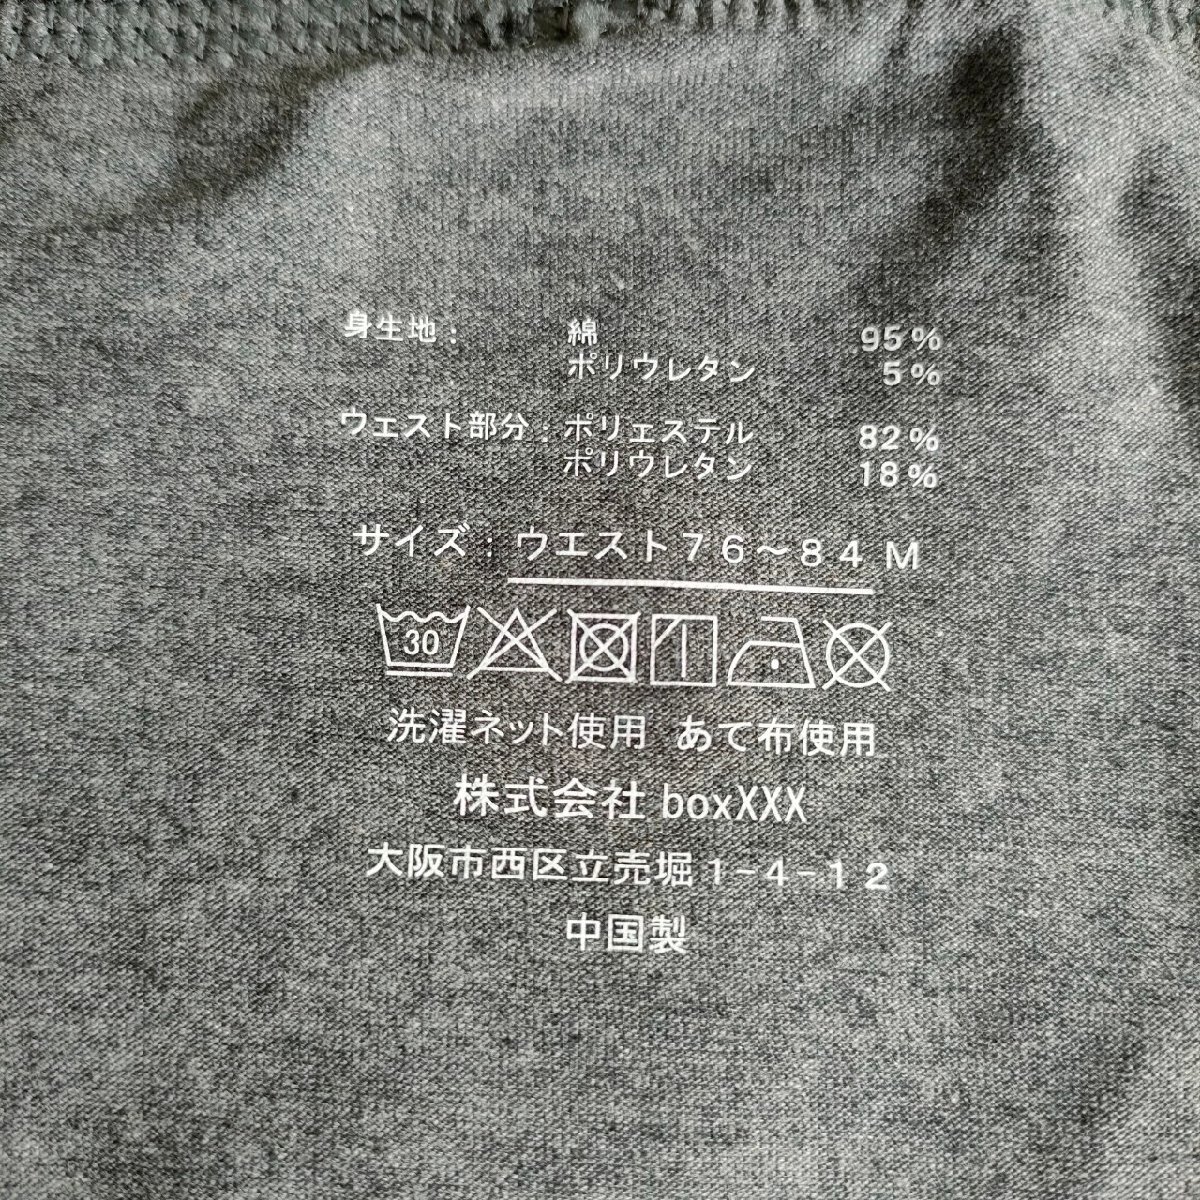 身生地： 綿 95%
ポリウレタン 5%
ウェスト部分：ポリェステル 82%
ポリウレタン 18%
サイズ：ウエスト76～84 M
30
洗濯ネット使用 あて布使用
株式会社 boxXXX
大阪市西区立売堀1-4-12
中国製